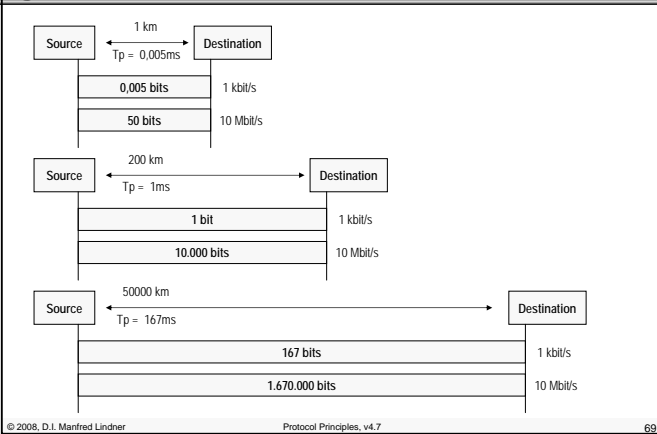 1 km
Source
Destination
Tp = 0,005ms
0,005 bits
1 kbit/s
50 bits
10 Mbit/s
200 km
Source
Destination
Tp = 1ms
1 bit
1 kbit/s
10.000 bits
10 Mbit/s
50000 km
Source
Destination
Tp = 167ms
167 bits
1 kbit/s
1.670.000 bits
10 Mbit/s
© 2008, D.I. Manfred Lindner Protocol Principles, v4.7 69